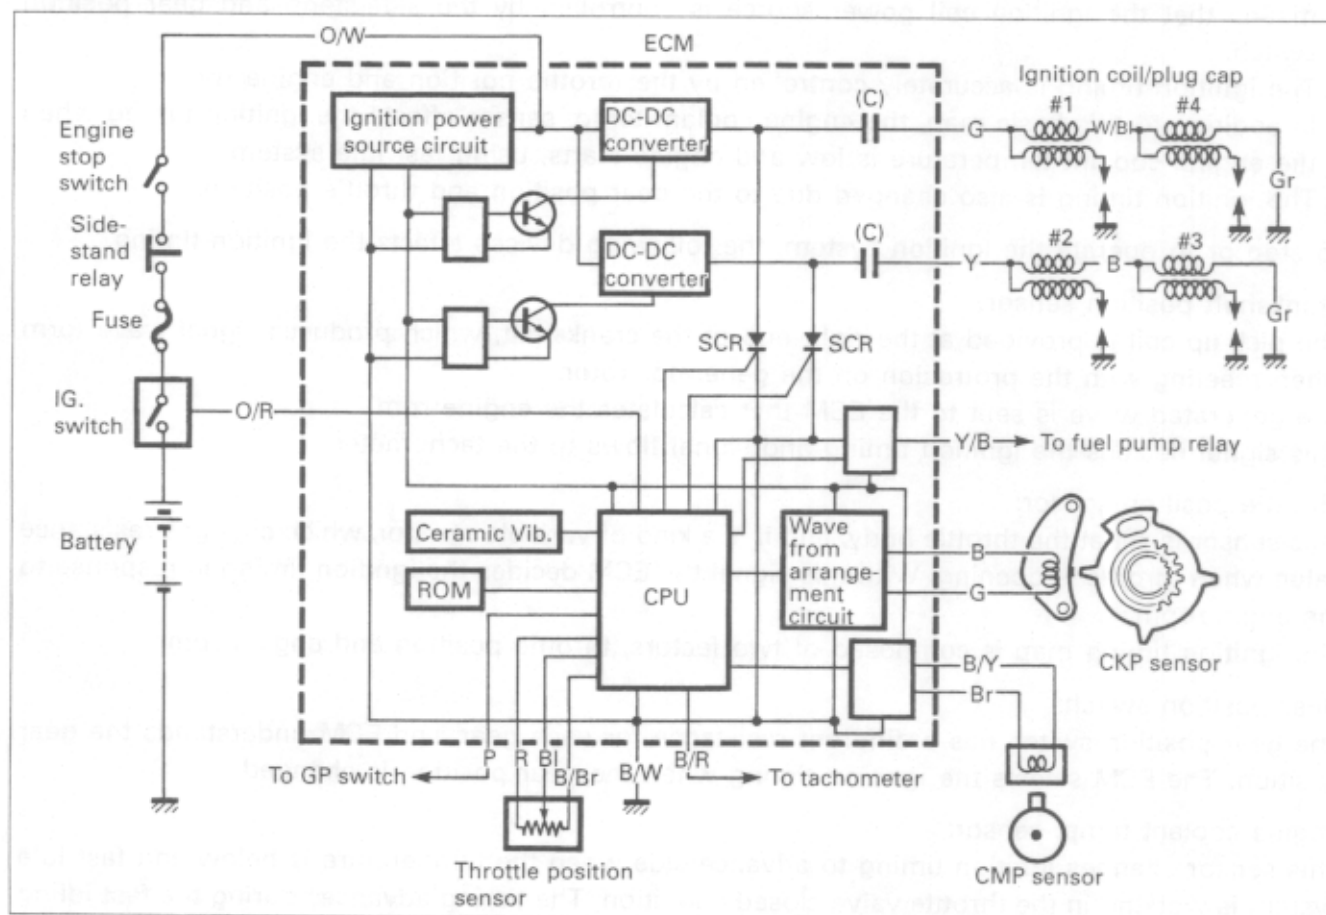 O/W
ECM
Ignition coil/plug cap
Engine
stop
switch
Ignition power
source circuit
DC-DC
converter
(C)
G
#1
W/Bl
#4
Gr
Side-
stand
relay
DC-DC
converter
(C)
Y
#2
B
#3
Gr
Fuse
SCR
SCR
IG.
switch
O/R
Y/B
To fuel pump relay
Battery
Ceramic Vib.
ROM
CPU
Wave
from
arrange-
ment
circuit
B
G
CKP sensor
B/Y
Br
P
R
Bl
B/Br
B/W
B/R
To GP switch
To tachometer
Throttle position
sensor
CMP sensor